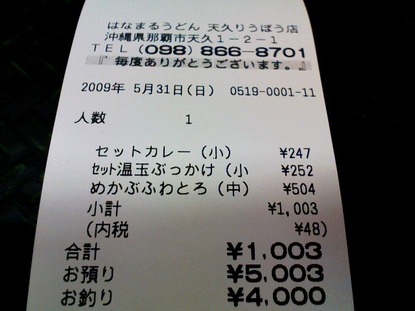 はなまるうどん 天久りうぼう店
沖縄県那覇市天久1-2-1
TEL (098) 866-8701
『 毎度ありがとうございます。』
2009年 5月31日(日) 0519-0001-11
人数 1
セットカレー(小) ¥247
ｾｯﾄ温玉ぶっかけ(小 ¥252
めかぶふわとろ(中) ¥504
小計 ¥1,003
(内税 ¥48)
合計 ¥1,003
お預り ¥5,003
お釣り ¥4,000